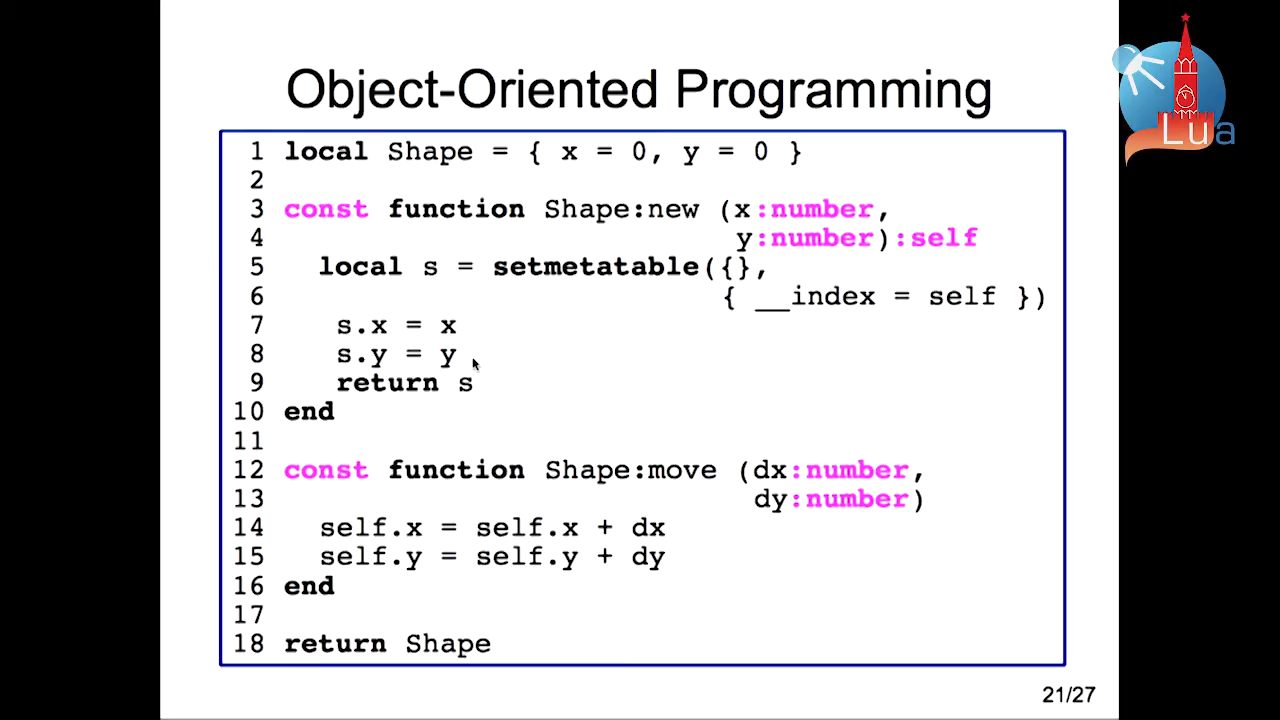 Object-Oriented Programming
Lua
1 local Shape = { x = 0, y = 0 }
2
3 const function Shape:new (x:number,
4 y:number):self
5 local s = setmetatable({},
6 { __index = self })
7 s.x = x
8 s.y = y
9 return s
10 end
11
12 const function Shape:move (dx:number,
13 dy:number)
14 self.x = self.x + dx
15 self.y = self.y + dy
16 end
17
18 return Shape
21/27